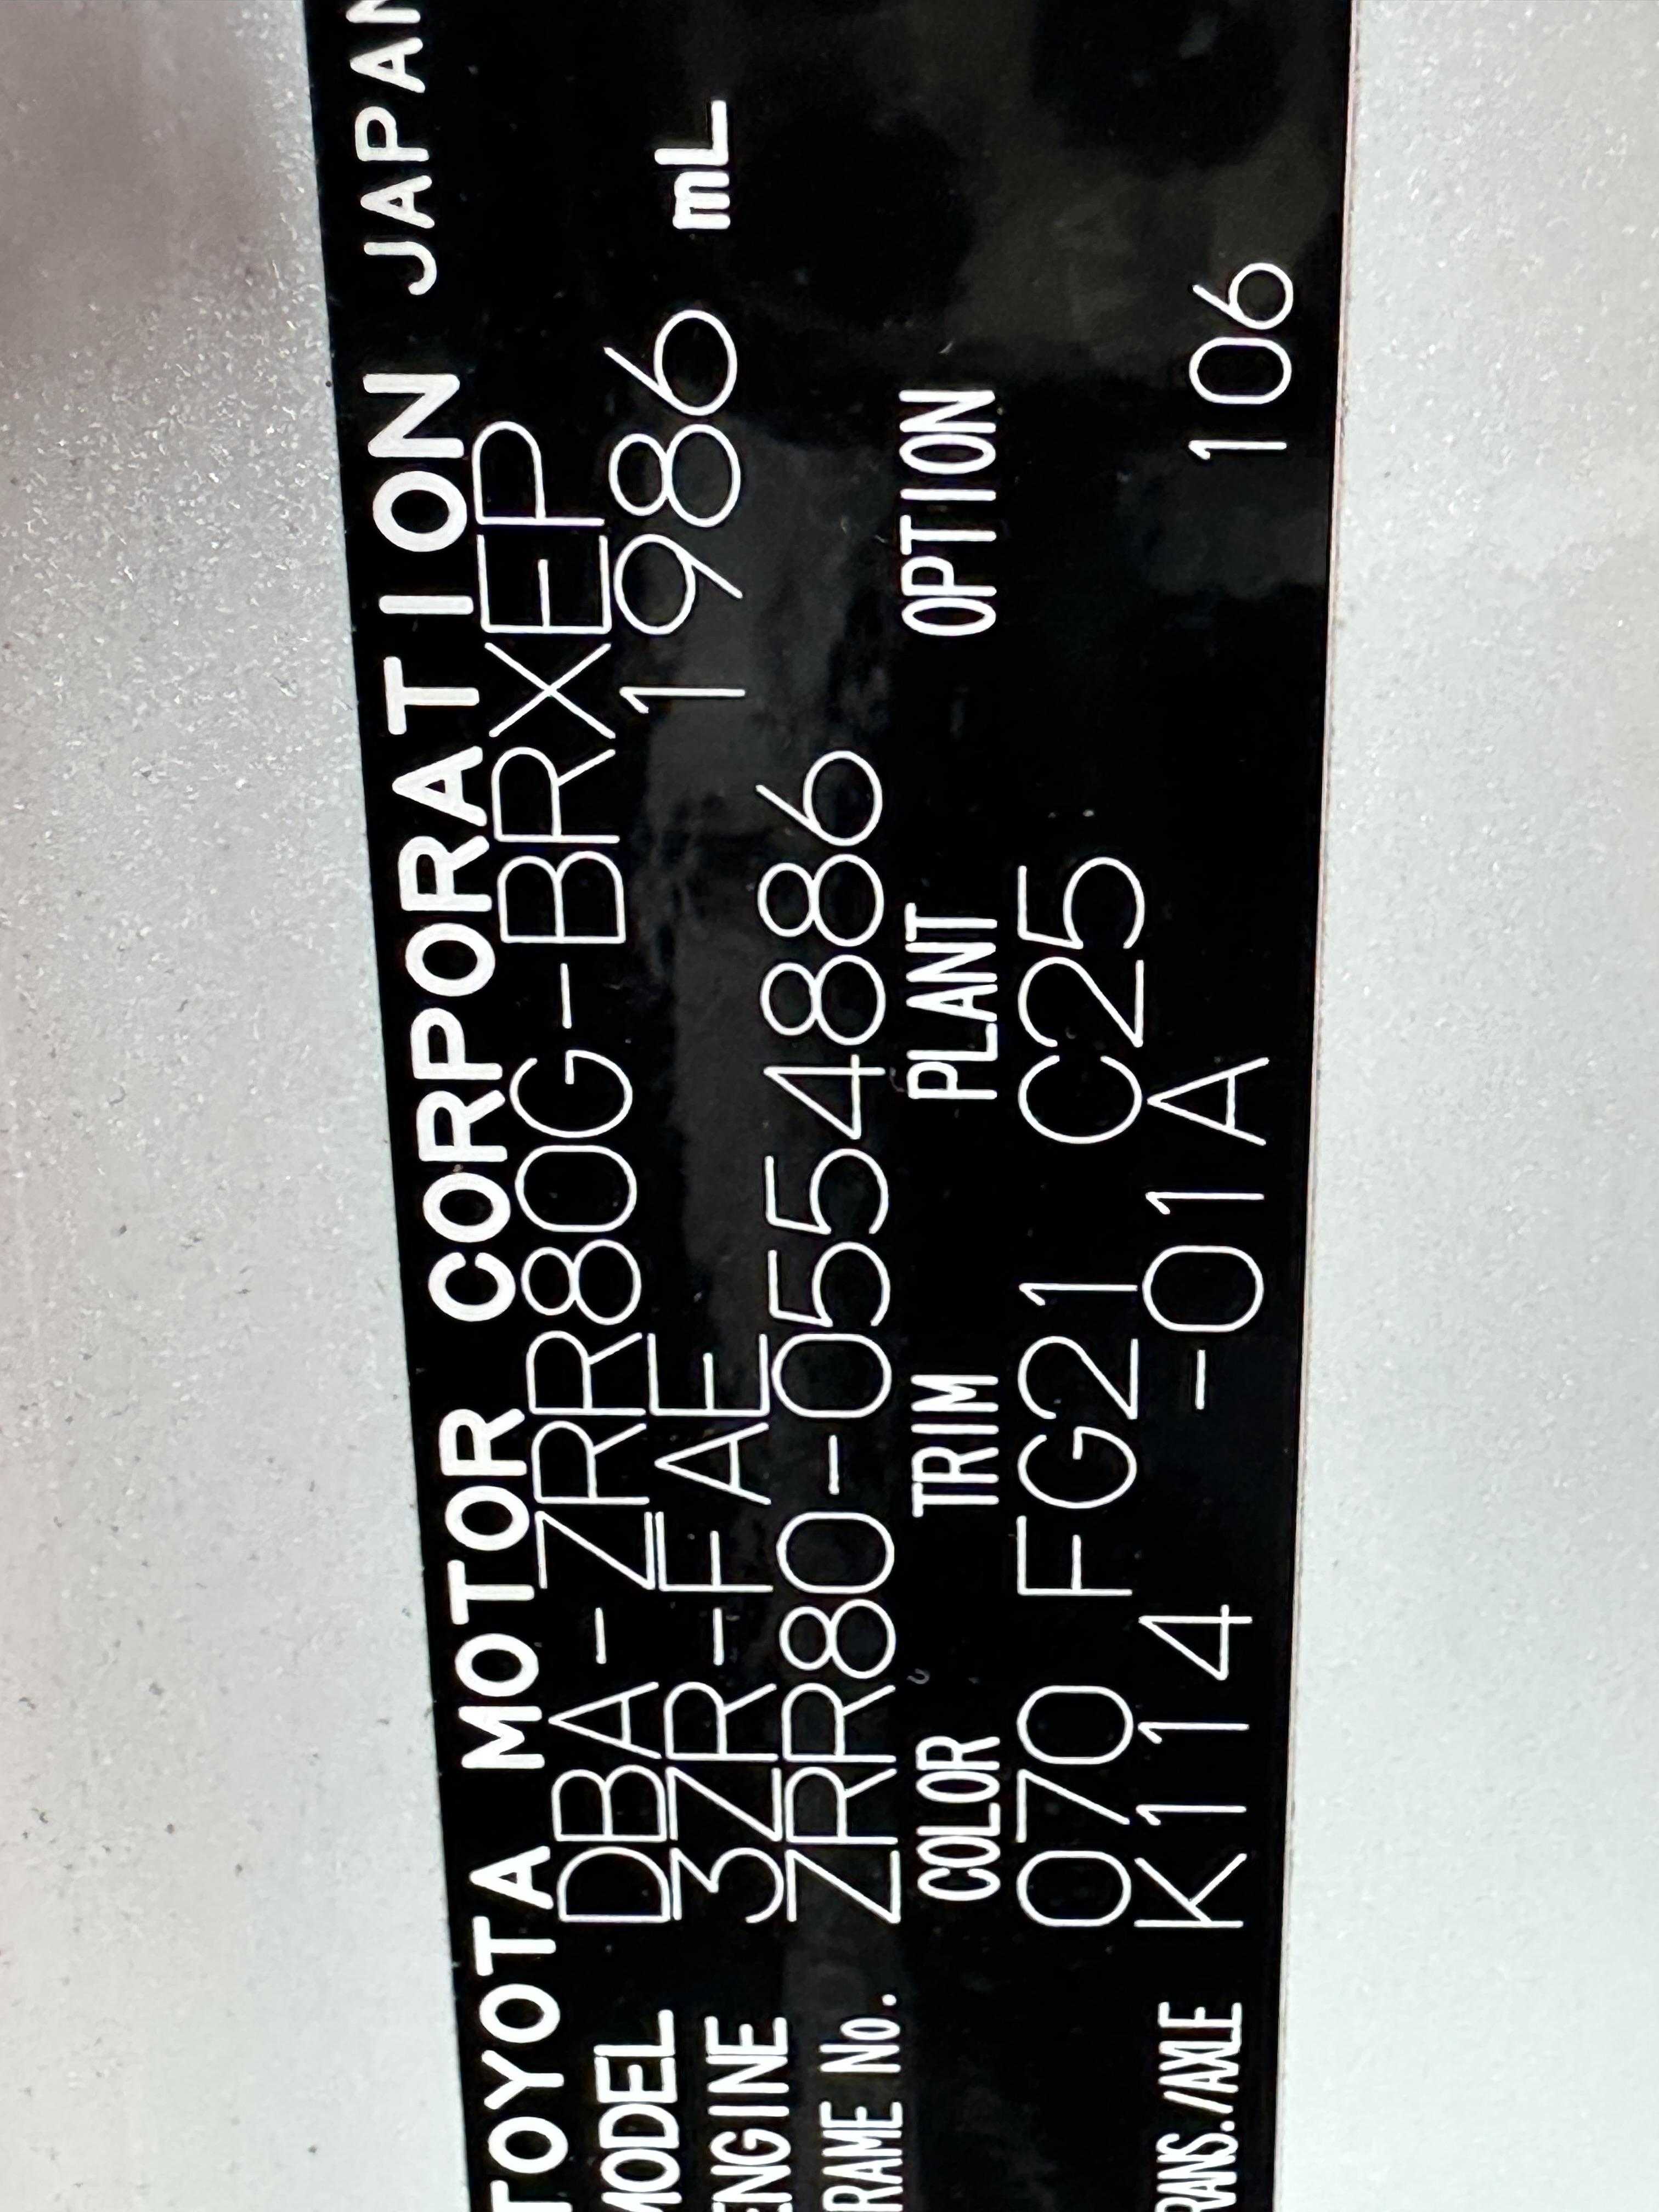 TOYOTA MOTOR CORPORATION JAPAN
MODEL DBA-ZRR80G-BRXEP
ENGINE 3ZR-FAE 1986 mL
FRAME No. ZRR80-0554886
COLOR TRIM PLANT OPTION
070 FG21 C25
TRANS./AXLE K114 -01A 106